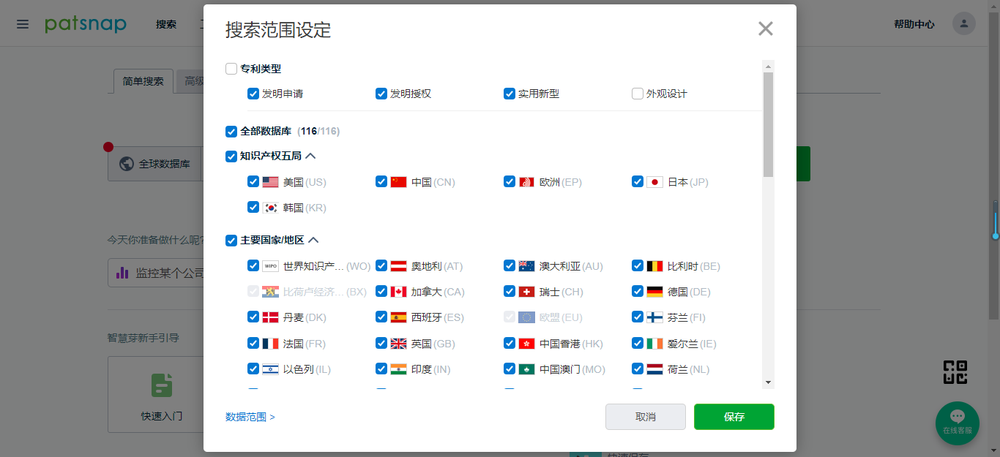 patsnap
搜索
帮助中心
搜索范围设定
简单搜索
高级
专利类型
发明申请 发明授权 实用新型 外观设计
全部数据库 (116/116)
知识产权五局
全球数据库
美国(US) 中国(CN) 欧洲(EP) 日本(JP)
韩国(KR)
今天你准备做什么呢?
主要国家/地区
WIPO 世界知识产…(WO) 奥地利(AT) 澳大利亚(AU) 比利时(BE)
监控某个公司
比荷卢经济…(BX) 加拿大(CA) 瑞士(CH) 德国(DE)
丹麦(DK) 西班牙(ES) 欧盟(EU) 芬兰(FI)
智慧芽新手引导
法国(FR) 英国(GB) 中国香港(HK) 爱尔兰(IE)
以色列(IL) 印度(IN) 中国澳门(MO) 荷兰(NL)
快速入门
数据范围 >
取消
保存
在线客服
快速保存